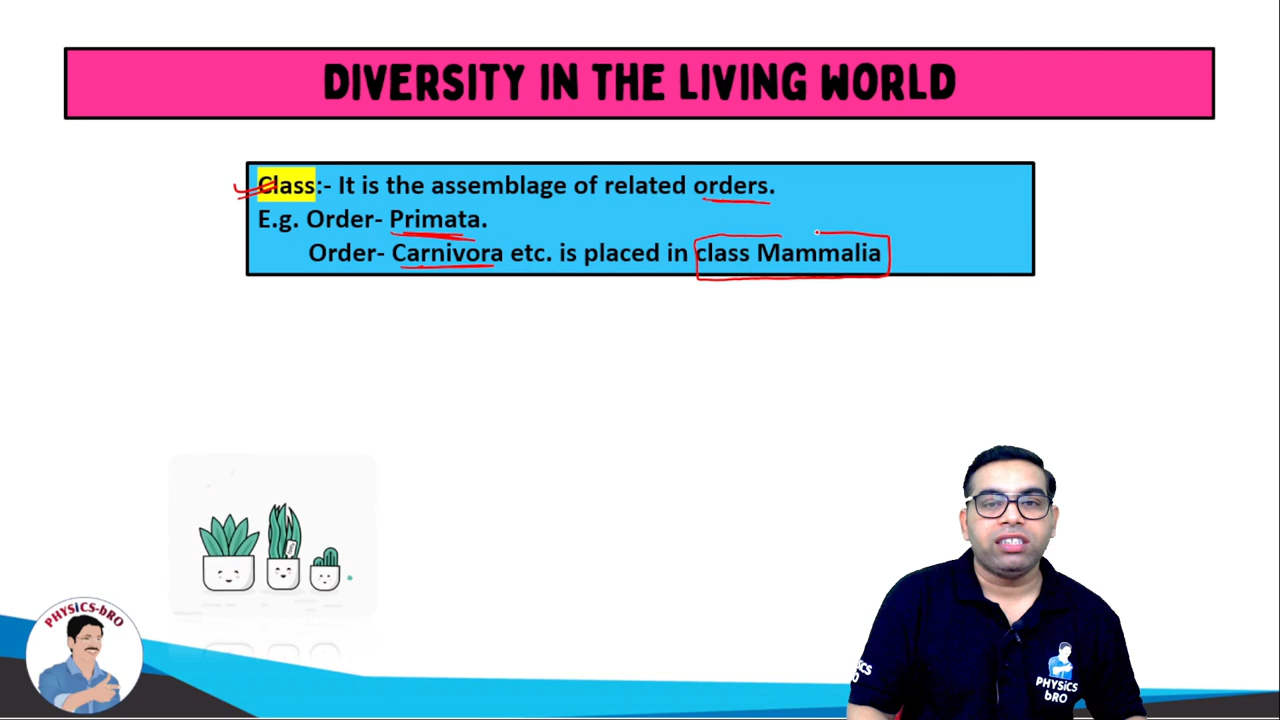 DIVERSITY IN THE LIVING WORLD
Class:- It is the assemblage of related orders.
E.g. Order- Primata.
Order- Carnivora etc. is placed in class Mammalia
PHYSiCS-bRO
PHYSiCS
bRO